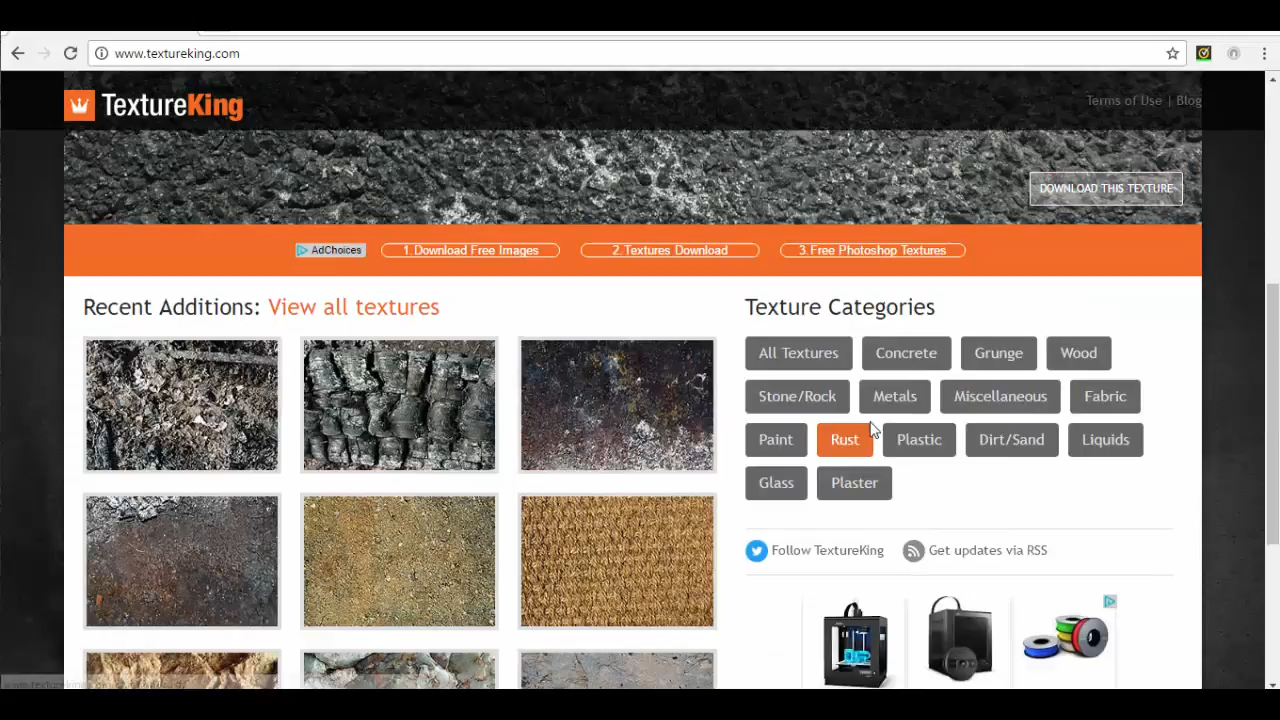 www.textureking.com
TextureKing
Terms of Use | Blog
DOWNLOAD THIS TEXTURE
AdChoices
1.Download Free Images
2.Textures Download
3.Free Photoshop Textures
Recent Additions: View all textures
Texture Categories
All Textures
Concrete
Grunge
Wood
Stone/Rock
Metals
Miscellaneous
Fabric
Paint
Rust
Plastic
Dirt/Sand
Liquids
Glass
Plaster
Follow TextureKing
Get updates via RSS